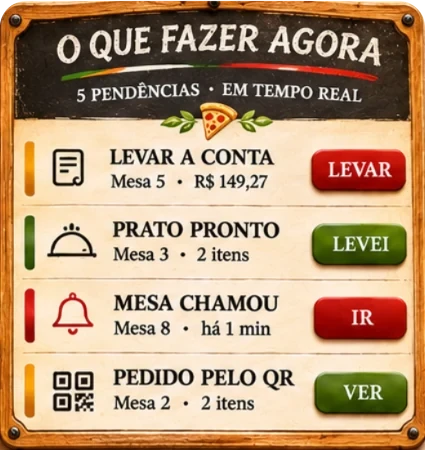 O QUE FAZER AGORA
5 PENDÊNCIAS • EM TEMPO REAL
LEVAR A CONTA
Mesa 5 • R$ 149,27
LEVAR
PRATO PRONTO
Mesa 3 • 2 itens
LEVEI
MESA CHAMOU
Mesa 8 • há 1 min
IR
PEDIDO PELO QR
Mesa 2 • 2 itens
VER